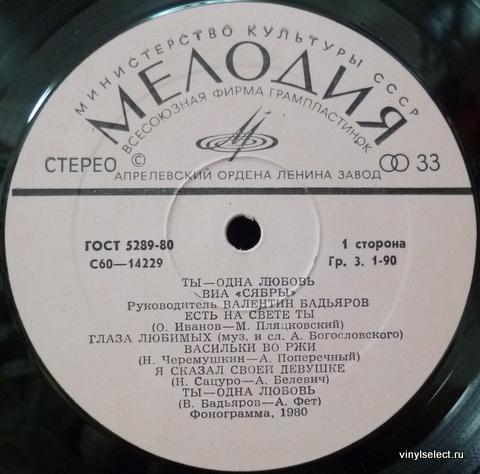 МИНИСТЕРСТВО КУЛЬТУРЫ СССР
МЕЛОДИЯ
ВСЕСОЮЗНАЯ ФИРМА ГРАМПЛАСТИНОК
СТЕРЕО © 33
АПРЕЛЕВСКИЙ ОРДЕНА ЛЕНИНА ЗАВОД
ГОСТ 5289-80 1 сторона
С60—14229 Гр. 3. 1-90
ТЫ—ОДНА ЛЮБОВЬ
ВИА «СЯБРЫ»
Руководитель ВАЛЕНТИН БАДЬЯРОВ
ЕСТЬ НА СВЕТЕ ТЫ
(О. Иванов—М. Пляцковский)
ГЛАЗА ЛЮБИМЫХ (муз. и сл. А. Богословского)
ВАСИЛЬКИ ВО РЖИ
(Н. Черемушкин—А. Поперечный)
Я СКАЗАЛ СВОЕЙ ДЕВУШКЕ
(Н. Сацуро—А. Белевич)
ТЫ—ОДНА ЛЮБОВЬ
(В. Бадьяров—А. Фет)
Фонограмма, 1980
vinylselect.ru